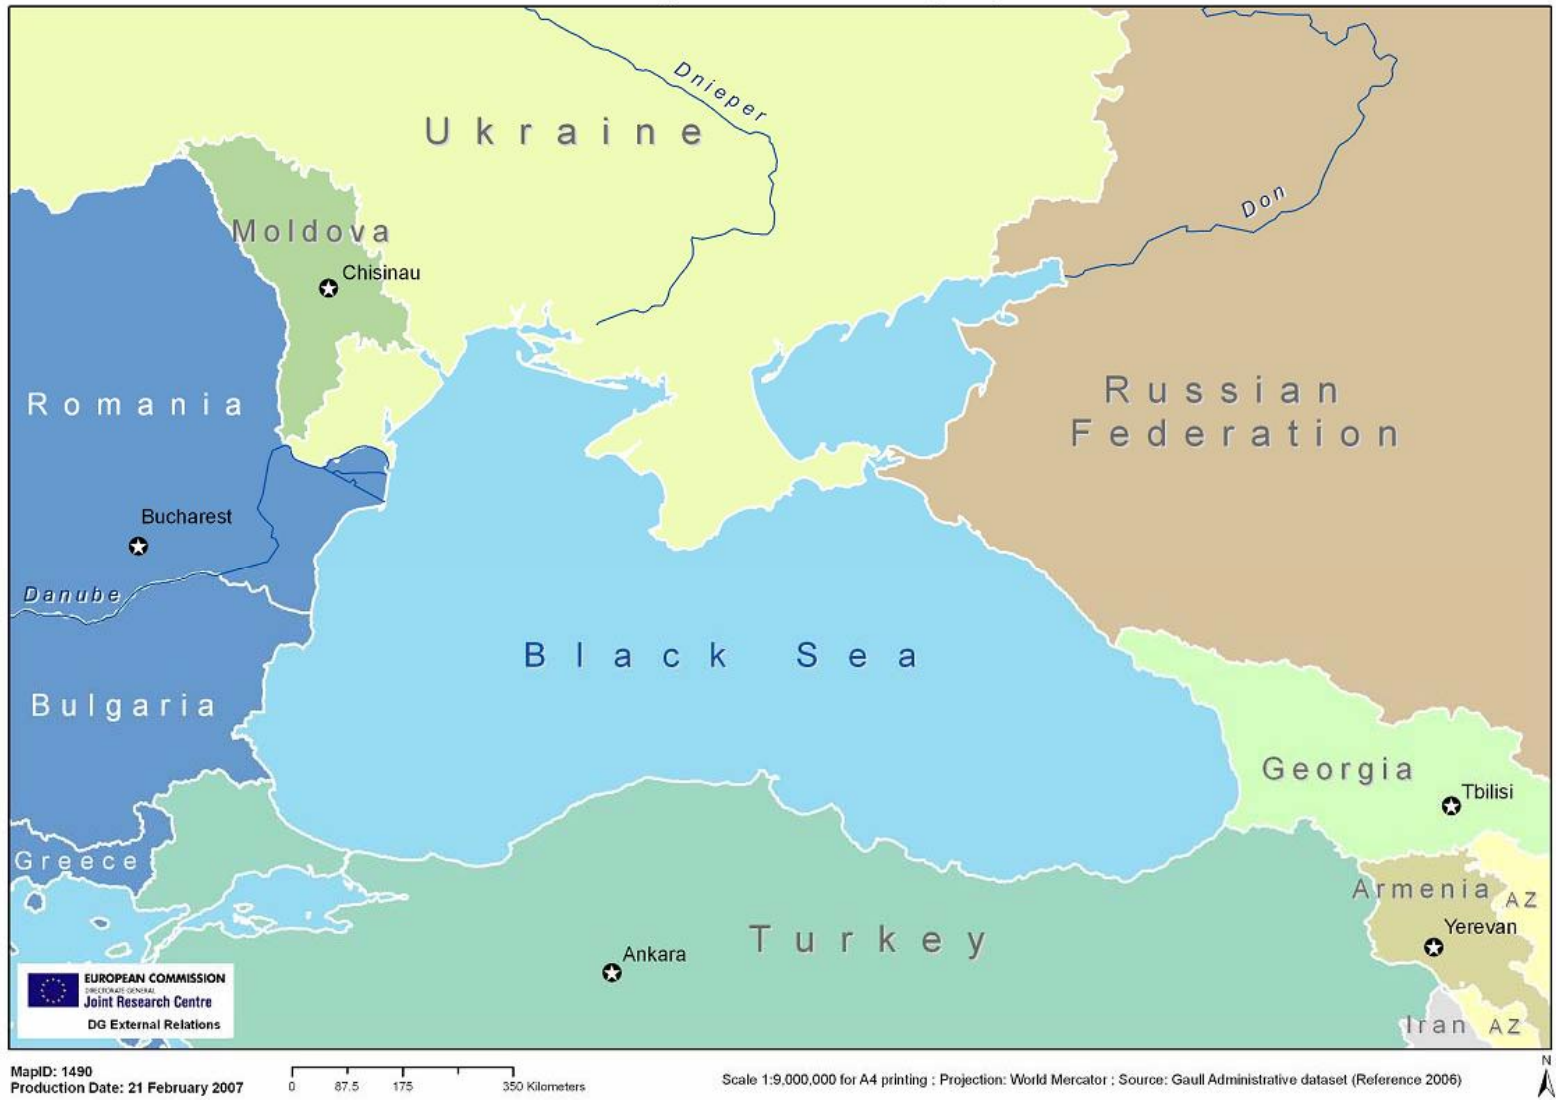 Dnieper
Ukraine
Don
Moldova
Chisinau
Russian
Federation
Romania
Bucharest
Danube
Black Sea
Bulgaria
Georgia
Tbilisi
Greece
Armenia
AZ
Yerevan
Turkey
Ankara
EUROPEAN COMMISSION
DIRECTORATE-GENERAL
Joint Research Centre
DG External Relations
Iran
AZ
MapID: 1490
Production Date: 21 February 2007
0 87.5 175 350 Kilometers
Scale 1:9,000,000 for A4 printing ; Projection: World Mercator ; Source: Gaull Administrative dataset (Reference 2006)
N